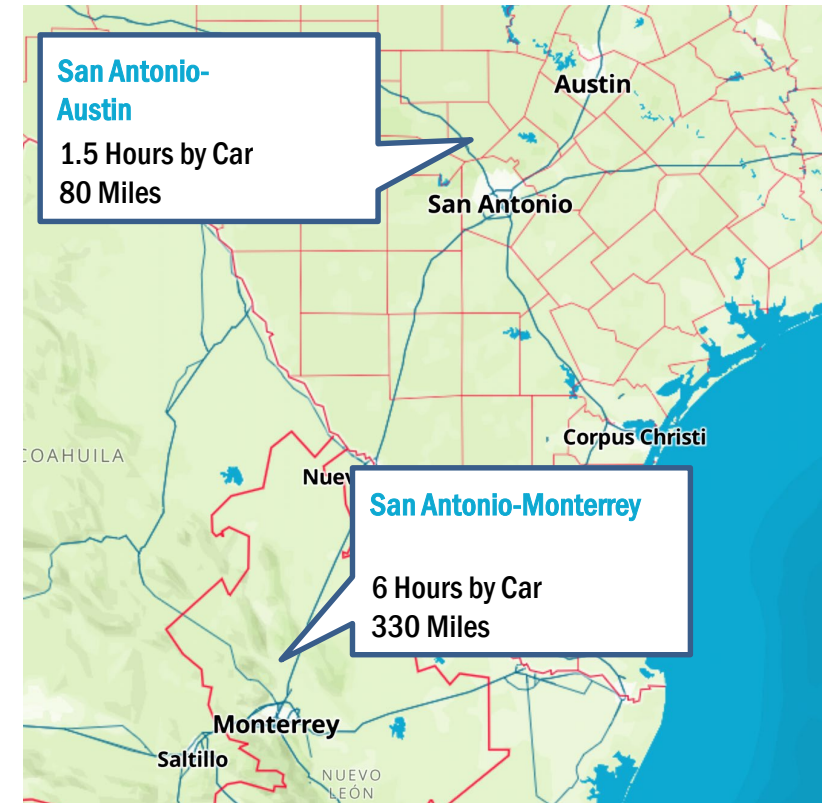 San Antonio-
Austin
1.5 Hours by Car
80 Miles
Austin
San Antonio
Corpus Christi
COAHUILA
San Antonio-Monterrey
6 Hours by Car
330 Miles
Monterrey
Saltillo
NUEVO
LEÓN